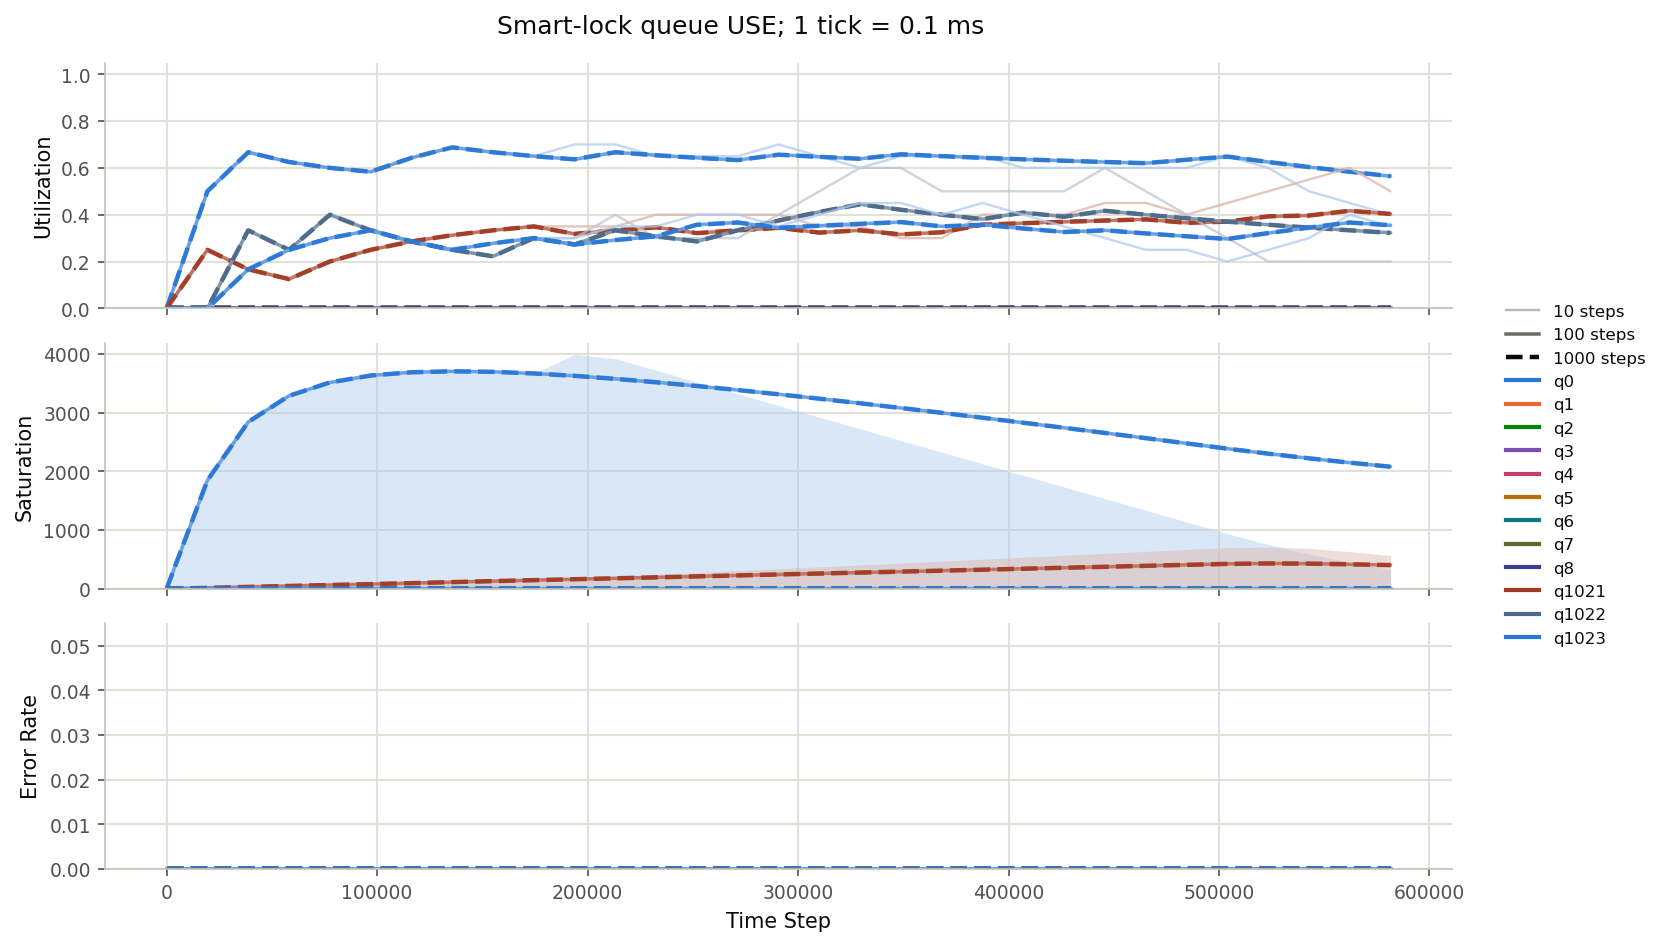 Smart-lock queue USE; 1 tick = 0.1 ms
1.0
0.8
0.6
0.4
0.2
0.0
Utilization
4000
3000
2000
1000
0
Saturation
0.05
0.04
0.03
0.02
0.01
0.00
Error Rate
0 100000 200000 300000 400000 500000 600000
Time Step
10 steps
100 steps
1000 steps
q0
q1
q2
q3
q4
q5
q6
q7
q8
q1021
q1022
q1023